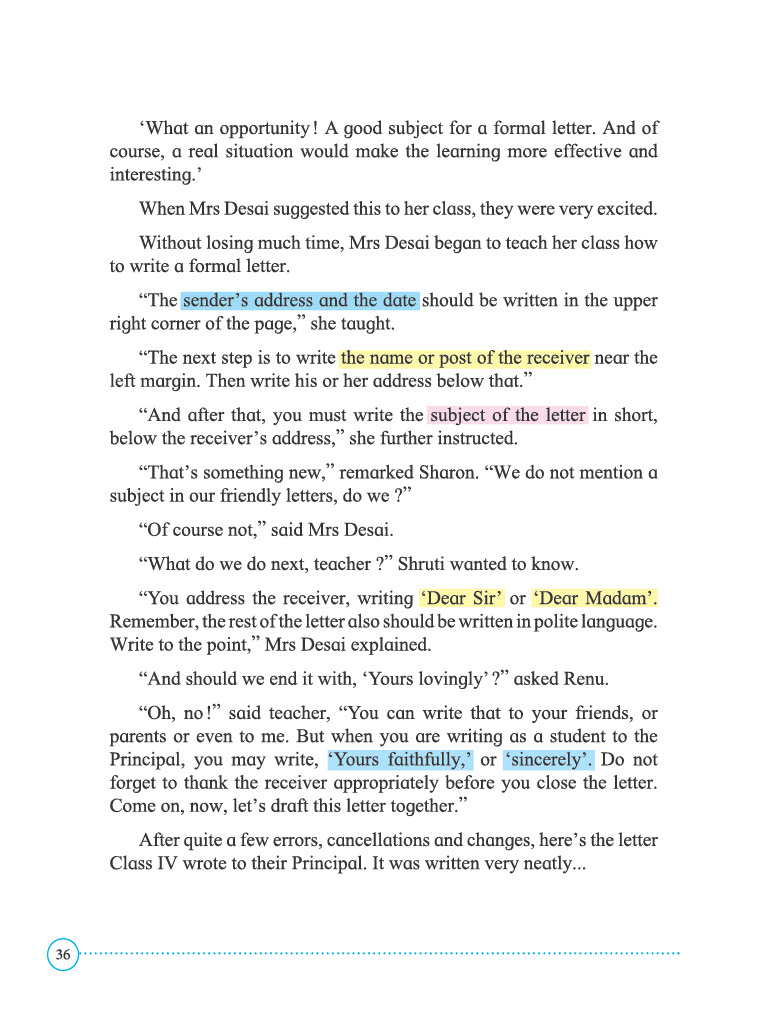 ‘What an opportunity ! A good subject for a formal letter. And of
course, a real situation would make the learning more effective and
interesting.’
When Mrs Desai suggested this to her class, they were very excited.
Without losing much time, Mrs Desai began to teach her class how
to write a formal letter.
“The sender’s address and the date should be written in the upper
right corner of the page,” she taught.
“The next step is to write the name or post of the receiver near the
left margin. Then write his or her address below that.”
“And after that, you must write the subject of the letter in short,
below the receiver’s address,” she further instructed.
“That’s something new,” remarked Sharon. “We do not mention a
subject in our friendly letters, do we ?”
“Of course not,” said Mrs Desai.
“What do we do next, teacher ?” Shruti wanted to know.
“You address the receiver, writing ‘Dear Sir’ or ‘Dear Madam’.
Remember, the rest of the letter also should be written in polite language.
Write to the point,” Mrs Desai explained.
“And should we end it with, ‘Yours lovingly’ ?” asked Renu.
“Oh, no !” said teacher, “You can write that to your friends, or
parents or even to me. But when you are writing as a student to the
Principal, you may write, ‘Yours faithfully,’ or ‘sincerely’. Do not
forget to thank the receiver appropriately before you close the letter.
Come on, now, let’s draft this letter together.”
After quite a few errors, cancellations and changes, here’s the letter
Class IV wrote to their Principal. It was written very neatly...
36